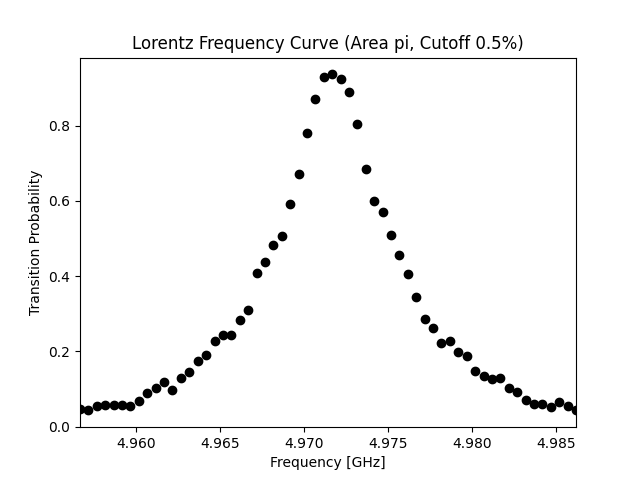 Lorentz Frequency Curve (Area pi, Cutoff 0.5%)
Transition Probability
0.8
0.6
0.4
0.2
0.0
4.960 4.965 4.970 4.975 4.980 4.985
Frequency [GHz]